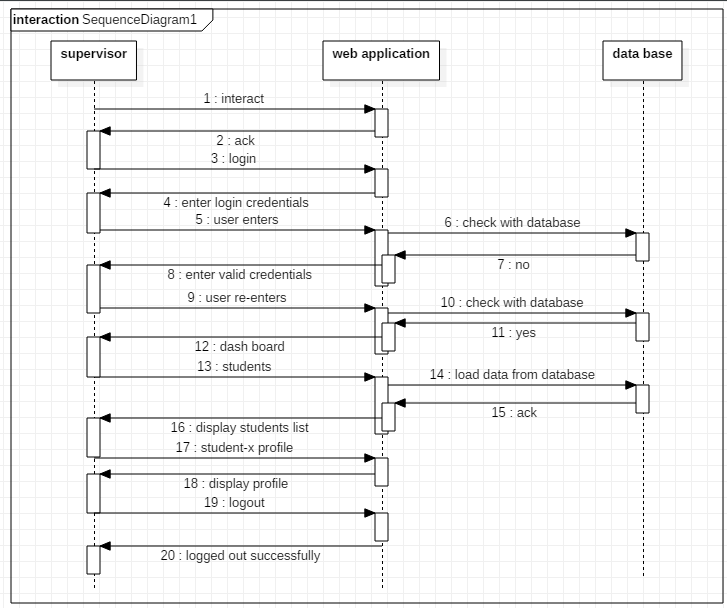 interaction SequenceDiagram1
supervisor
web application
data base
1 : interact
2 : ack
3 : login
4 : enter login credentials
5 : user enters
6 : check with database
7 : no
8 : enter valid credentials
9 : user re-enters
10 : check with database
11 : yes
12 : dash board
13 : students
14 : load data from database
15 : ack
16 : display students list
17 : student-x profile
18 : display profile
19 : logout
20 : logged out successfully